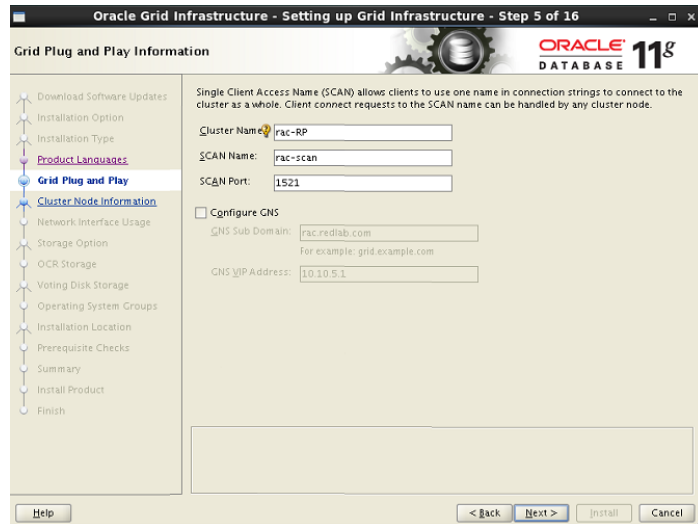 Oracle Grid Infrastructure - Setting up Grid Infrastructure - Step 5 of 16
Grid Plug and Play Information
ORACLE
DATABASE
11g
Download Software Updates
Installation Option
Installation Type
Product Languages
Grid Plug and Play
Cluster Node Information
Network Interface Usage
Storage Option
OCR Storage
Voting Disk Storage
Operating System Groups
Installation Location
Prerequisite Checks
Summary
Install Product
Finish
Single Client Access Name (SCAN) allows clients to use one name in connection strings to connect to the
cluster as a whole. Client connect requests to the SCAN name can be handled by any cluster node.
Cluster Name rac-RP
SCAN Name: rac-scan
SCAN Port: 1521
Configure GNS
GNS Sub Domain: rac.redlab.com
For example: grid.example.com
GNS VIP Address: 10.10.5.1
Help
< Back
Next >
Install
Cancel